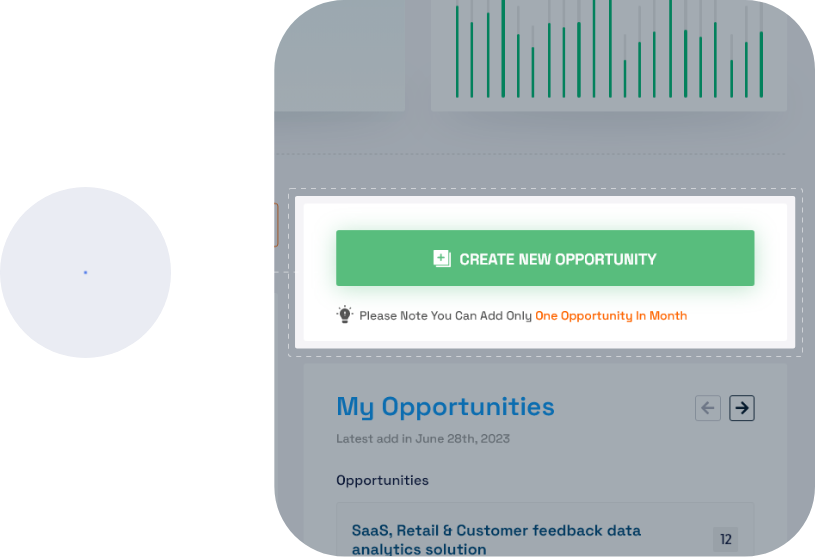 CREATE NEW OPPORTUNITY
Please Note You Can Add Only One Opportunity In Month
My Opportunities
Latest add in June 28th, 2023
Opportunities
SaaS, Retail & Customer feedback data
analytics solution
12